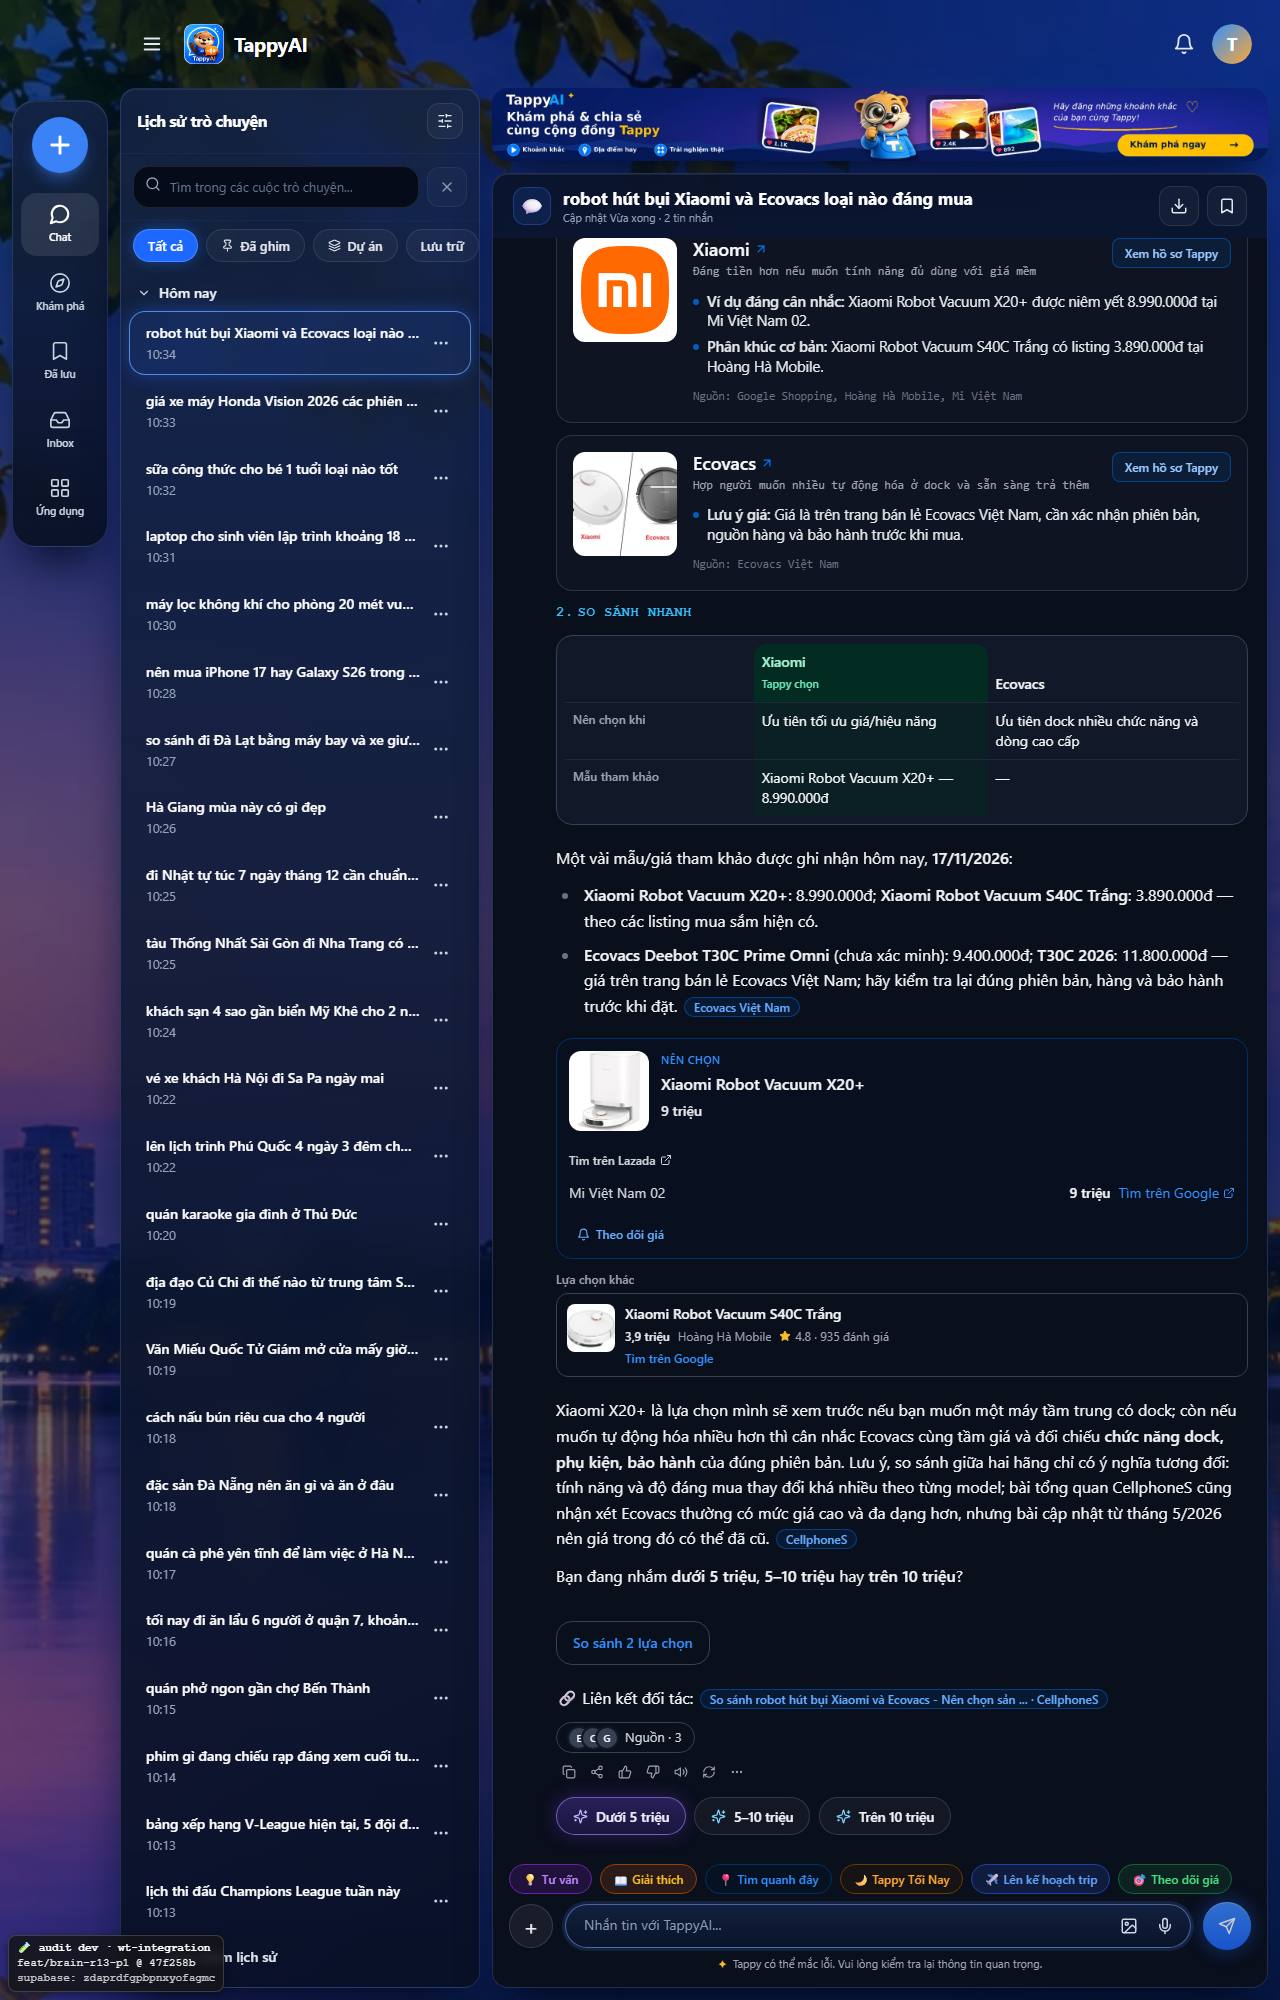 TappyAI
T
Chat
Khám phá
Đã lưu
Inbox
Ứng dụng
Lịch sử trò chuyện
Tìm trong các cuộc trò chuyện...
Tất cả
Đã ghim
Dự án
Lưu trữ
Hôm nay
robot hút bụi Xiaomi và Ecovacs loại nào ...
10:34
giá xe máy Honda Vision 2026 các phiên ...
10:33
sữa công thức cho bé 1 tuổi loại nào tốt
10:32
laptop cho sinh viên lập trình khoảng 18 ...
10:31
máy lọc không khí cho phòng 20 mét vu...
10:30
nên mua iPhone 17 hay Galaxy S26 trong ...
10:28
so sánh đi Đà Lạt bằng máy bay và xe giư...
10:27
Hà Giang mùa này có gì đẹp
10:26
đi Nhật tự túc 7 ngày tháng 12 cần chuẩn...
10:25
tàu Thống Nhất Sài Gòn đi Nha Trang có ...
10:25
khách sạn 4 sao gần biển Mỹ Khê cho 2 n...
10:24
vé xe khách Hà Nội đi Sa Pa ngày mai
10:22
lên lịch trình Phú Quốc 4 ngày 3 đêm ch...
10:22
quán karaoke gia đình ở Thủ Đức
10:20
địa đạo Củ Chi đi thế nào từ trung tâm S...
10:19
Văn Miếu Quốc Tử Giám mở cửa mấy giờ...
10:19
cách nấu bún riêu cua cho 4 người
10:18
đặc sản Đà Nẵng nên ăn gì và ăn ở đâu
10:18
quán cà phê yên tĩnh để làm việc ở Hà N...
10:17
tối nay đi ăn lẩu 6 người ở quận 7, khoản...
10:16
quán phở ngon gần chợ Bến Thành
10:15
phim gì đang chiếu rạp đáng xem cuối tu...
10:14
bảng xếp hạng V-League hiện tại, 5 đội đ...
10:13
lịch thi đấu Champions League tuần này
10:13
m lịch sử
audit dev · wt-integration
feat/brain-r13-p1 @ 47f258b
supabase: zdaprdfgpbpnxyofagmc
TappyAI
Khám phá & chia sẻ
cùng cộng đồng Tappy
Khoảnh khắc
Địa điểm hay
Trải nghiệm thật
1.1K
2.4K
892
Hãy đăng những khoảnh khắc
của bạn cùng Tappy!
Khám phá ngay →
robot hút bụi Xiaomi và Ecovacs loại nào đáng mua
Cập nhật Vừa xong · 2 tin nhắn
Xiaomi
Xem hồ sơ Tappy
Đáng tiền hơn nếu muốn tính năng đủ dùng với giá mềm
Ví dụ đáng cân nhắc: Xiaomi Robot Vacuum X20+ được niêm yết 8.990.000đ tại
Mi Việt Nam 02.
Phân khúc cơ bản: Xiaomi Robot Vacuum S40C Trắng có listing 3.890.000đ tại
Hoàng Hà Mobile.
Nguồn: Google Shopping, Hoàng Hà Mobile, Mi Việt Nam
Xiaomi
Ecovacs
Ecovacs
Xem hồ sơ Tappy
Hợp người muốn nhiều tự động hóa ở dock và sẵn sàng trả thêm
Lưu ý giá: Giá là trên trang bán lẻ Ecovacs Việt Nam, cần xác nhận phiên bản,
nguồn hàng và bảo hành trước khi mua.
Nguồn: Ecovacs Việt Nam
2. SO SÁNH NHANH
Xiaomi
Tappy chọn
Ecovacs
Nên chọn khi
Ưu tiên tối ưu giá/hiệu năng
Ưu tiên dock nhiều chức năng và
dòng cao cấp
Mẫu tham khảo
Xiaomi Robot Vacuum X20+ —
8.990.000đ
—
Một vài mẫu/giá tham khảo được ghi nhận hôm nay, 17/11/2026:
Xiaomi Robot Vacuum X20+: 8.990.000đ; Xiaomi Robot Vacuum S40C Trắng: 3.890.000đ —
theo các listing mua sắm hiện có.
Ecovacs Deebot T30C Prime Omni (chưa xác minh): 9.400.000đ; T30C 2026: 11.800.000đ —
giá trên trang bán lẻ Ecovacs Việt Nam; hãy kiểm tra lại đúng phiên bản, hàng và bảo hành
trước khi đặt. Ecovacs Việt Nam
NÊN CHỌN
Xiaomi Robot Vacuum X20+
9 triệu
Tìm trên Lazada
Mi Việt Nam 02
9 triệu Tìm trên Google
Theo dõi giá
Lựa chọn khác
Xiaomi Robot Vacuum S40C Trắng
3,9 triệu Hoàng Hà Mobile 4.8 · 935 đánh giá
Tìm trên Google
Xiaomi X20+ là lựa chọn mình sẽ xem trước nếu bạn muốn một máy tầm trung có dock; còn nếu
muốn tự động hóa nhiều hơn thì cân nhắc Ecovacs cùng tầm giá và đối chiếu chức năng dock,
phụ kiện, bảo hành của đúng phiên bản. Lưu ý, so sánh giữa hai hãng chỉ có ý nghĩa tương đối:
tính năng và độ đáng mua thay đổi khá nhiều theo từng model; bài tổng quan CellphoneS cũng
nhận xét Ecovacs thường có mức giá cao và đa dạng hơn, nhưng bài cập nhật từ tháng 5/2026
nên giá trong đó có thể đã cũ. CellphoneS
Bạn đang nhắm dưới 5 triệu, 5–10 triệu hay trên 10 triệu?
So sánh 2 lựa chọn
Liên kết đối tác: So sánh robot hút bụi Xiaomi và Ecovacs - Nên chọn sản ... · CellphoneS
E C G Nguồn · 3
Dưới 5 triệu
5–10 triệu
Trên 10 triệu
Tư vấn
Giải thích
Tìm quanh đây
Tappy Tối Nay
Lên kế hoạch trip
Theo dõi giá
Nhắn tin với TappyAI...
Tappy có thể mắc lỗi. Vui lòng kiểm tra lại thông tin quan trọng.